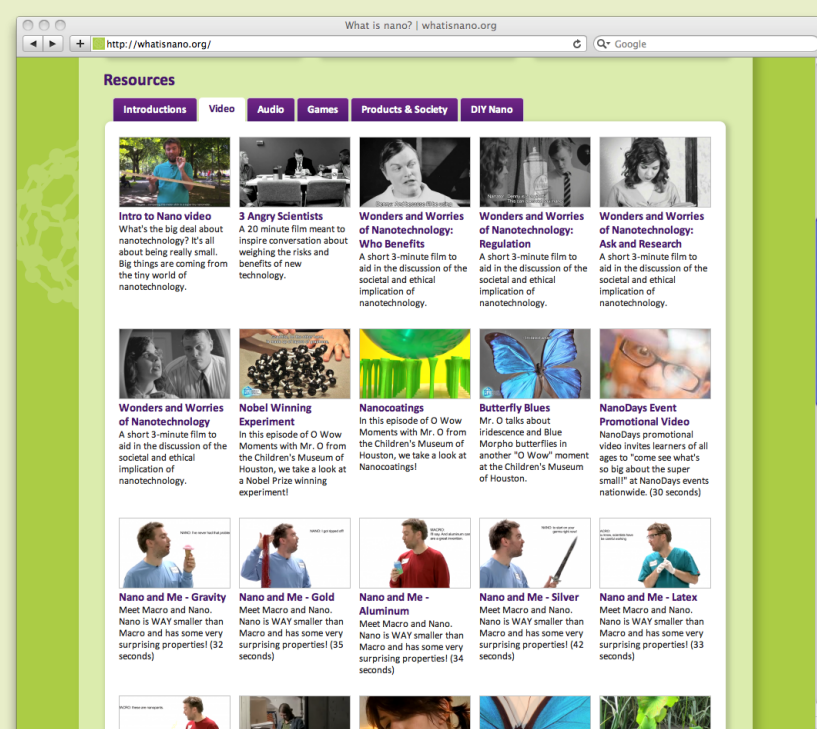 What is nano? | whatisnano.org
http://whatisnano.org/
Google
Resources
Introductions
Video
Audio
Games
Products & Society
DIY Nano
Intro to Nano video
What's the big deal about
nanotechnology? It's all
about being really small.
Big things are coming from
the tiny world of
nanotechnology.
3 Angry Scientists
A 20 minute film meant to
inspire conversation about
weighing the risks and
benefits of new
technology.
Wonders and Worries
of Nanotechnology:
Who Benefits
A short 3-minute film to
aid in the discussion of the
societal and ethical
implication of
nanotechnology.
Wonders and Worries
of Nanotechnology:
Regulation
A short 3-minute film to
aid in the discussion of the
societal and ethical
implication of
nanotechnology.
Wonders and Worries
of Nanotechnology:
Ask and Research
A short 3-minute film to
aid in the discussion of the
societal and ethical
implication of
nanotechnology.
Wonders and Worries
of Nanotechnology
A short 3-minute film to
aid in the discussion of the
societal and ethical
implication of
nanotechnology.
Nobel Winning
Experiment
In this episode of O Wow
Moments with Mr. O from
the Children's Museum of
Houston, we take a look at
a Nobel Prize winning
experiment!
Nanocoatings
In this episode of O Wow
Moments with Mr. O from
the Children's Museum of
Houston, we take a look at
Nanocoatings!
Butterfly Blues
Mr. O talks about
iridescence and Blue
Morpho butterflies in
another "O Wow" moment
at the Children's Museum
of Houston.
NanoDays Event
Promotional Video
NanoDays promotional
video invites learners of all
ages to "come see what's
so big about the super
small!" at NanoDays events
nationwide. (30 seconds)
Nano and Me - Gravity
Meet Macro and Nano.
Nano is WAY smaller than
Macro and has some very
surprising properties! (32
seconds)
Nano and Me - Gold
Meet Macro and Nano.
Nano is WAY smaller than
Macro and has some very
surprising properties! (35
seconds)
Nano and Me -
Aluminum
Meet Macro and Nano.
Nano is WAY smaller than
Macro and has some very
surprising properties! (34
seconds)
Nano and Me - Silver
Meet Macro and Nano.
Nano is WAY smaller than
Macro and has some very
surprising properties! (42
seconds)
Nano and Me - Latex
Meet Macro and Nano.
Nano is WAY smaller than
Macro and has some very
surprising properties! (33
seconds)